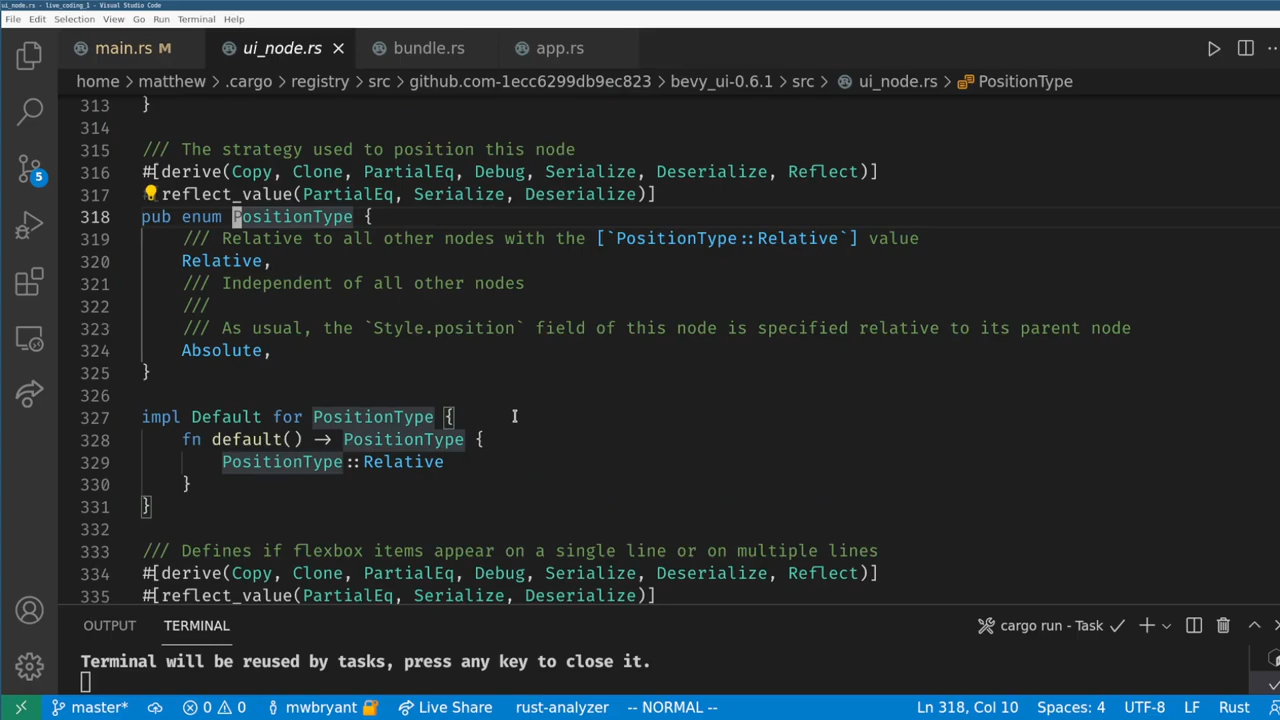 ui_node.rs - live_coding_1 - Visual Studio Code
File Edit Selection View Go Run Terminal Help
main.rs M ui_node.rs bundle.rs app.rs
home > matthew > .cargo > registry > src > github.com-1ecc6299db9ec823 > bevy_ui-0.6.1 > src > ui_node.rs > PositionType
313 }
314
315 /// The strategy used to position this node
316 #[derive(Copy, Clone, PartialEq, Debug, Serialize, Deserialize, Reflect)]
317 reflect_value(PartialEq, Serialize, Deserialize)]
318 pub enum PositionType {
319 /// Relative to all other nodes with the [`PositionType::Relative`] value
320 Relative,
321 /// Independent of all other nodes
322 ///
323 /// As usual, the `Style.position` field of this node is specified relative to its parent node
324 Absolute,
325 }
326
327 impl Default for PositionType {
328 fn default() -> PositionType {
329 PositionType::Relative
330 }
331 }
332
333 /// Defines if flexbox items appear on a single line or on multiple lines
334 #[derive(Copy, Clone, PartialEq, Debug, Serialize, Deserialize, Reflect)]
335 #[reflect_value(PartialEq, Serialize, Deserialize)]
5
OUTPUT TERMINAL cargo run - Task
Terminal will be reused by tasks, press any key to close it.
master* 0 0 mwbryant Live Share rust-analyzer -- NORMAL -- Ln 318, Col 10 Spaces: 4 UTF-8 LF Rust